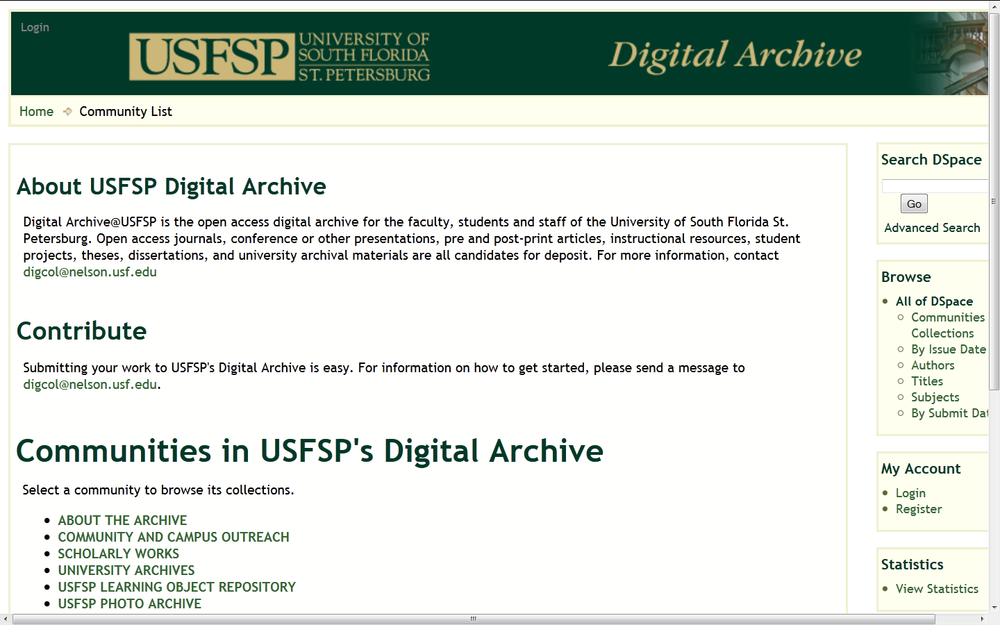 Login
USFSP UNIVERSITY OF
SOUTH FLORIDA
ST. PETERSBURG
Digital Archive
Home Community List
About USFSP Digital Archive
Digital Archive@USFSP is the open access digital archive for the faculty, students and staff of the University of South Florida St.
Petersburg. Open access journals, conference or other presentations, pre and post-print articles, instructional resources, student
projects, theses, dissertations, and university archival materials are all candidates for deposit. For more information, contact
digcol@nelson.usf.edu
Contribute
Submitting your work to USFSP's Digital Archive is easy. For information on how to get started, please send a message to
digcol@nelson.usf.edu.
Communities in USFSP's Digital Archive
Select a community to browse its collections.
ABOUT THE ARCHIVE
COMMUNITY AND CAMPUS OUTREACH
SCHOLARLY WORKS
UNIVERSITY ARCHIVES
USFSP LEARNING OBJECT REPOSITORY
USFSP PHOTO ARCHIVE
Search DSpace
Go
Advanced Search
Browse
All of DSpace
Communities
Collections
By Issue Date
Authors
Titles
Subjects
By Submit Dat
My Account
Login
Register
Statistics
View Statistics